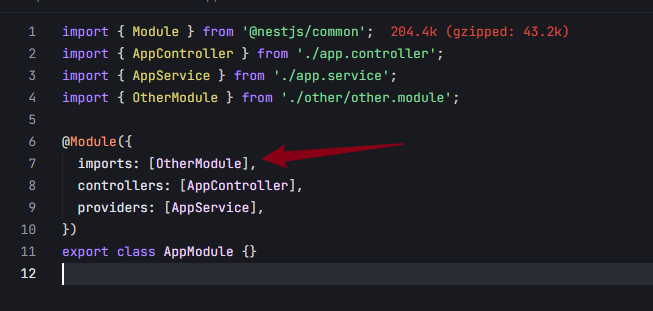 1 import { Module } from '@nestjs/common'; 204.4k (gzipped: 43.2k)
2 import { AppController } from './app.controller';
3 import { AppService } from './app.service';
4 import { OtherModule } from './other/other.module';
5
6 @Module({
7   imports: [OtherModule],
8   controllers: [AppController],
9   providers: [AppService],
10 })
11 export class AppModule {}
12